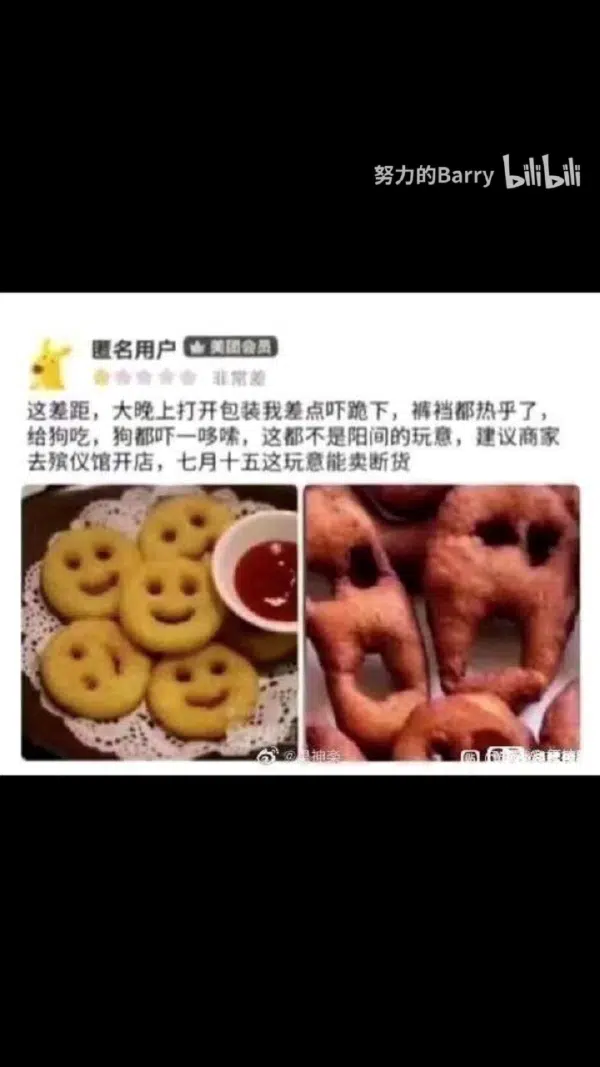 努力的Barry bilibili
匿名用户 美团会员
非常差
这差距，大晚上打开包装我差点吓跪下，裤裆都热乎了，
给狗吃，狗都吓一哆嗦，这都不是阳间的玩意，建议商家
去殡仪馆开店，七月十五这玩意能卖断货